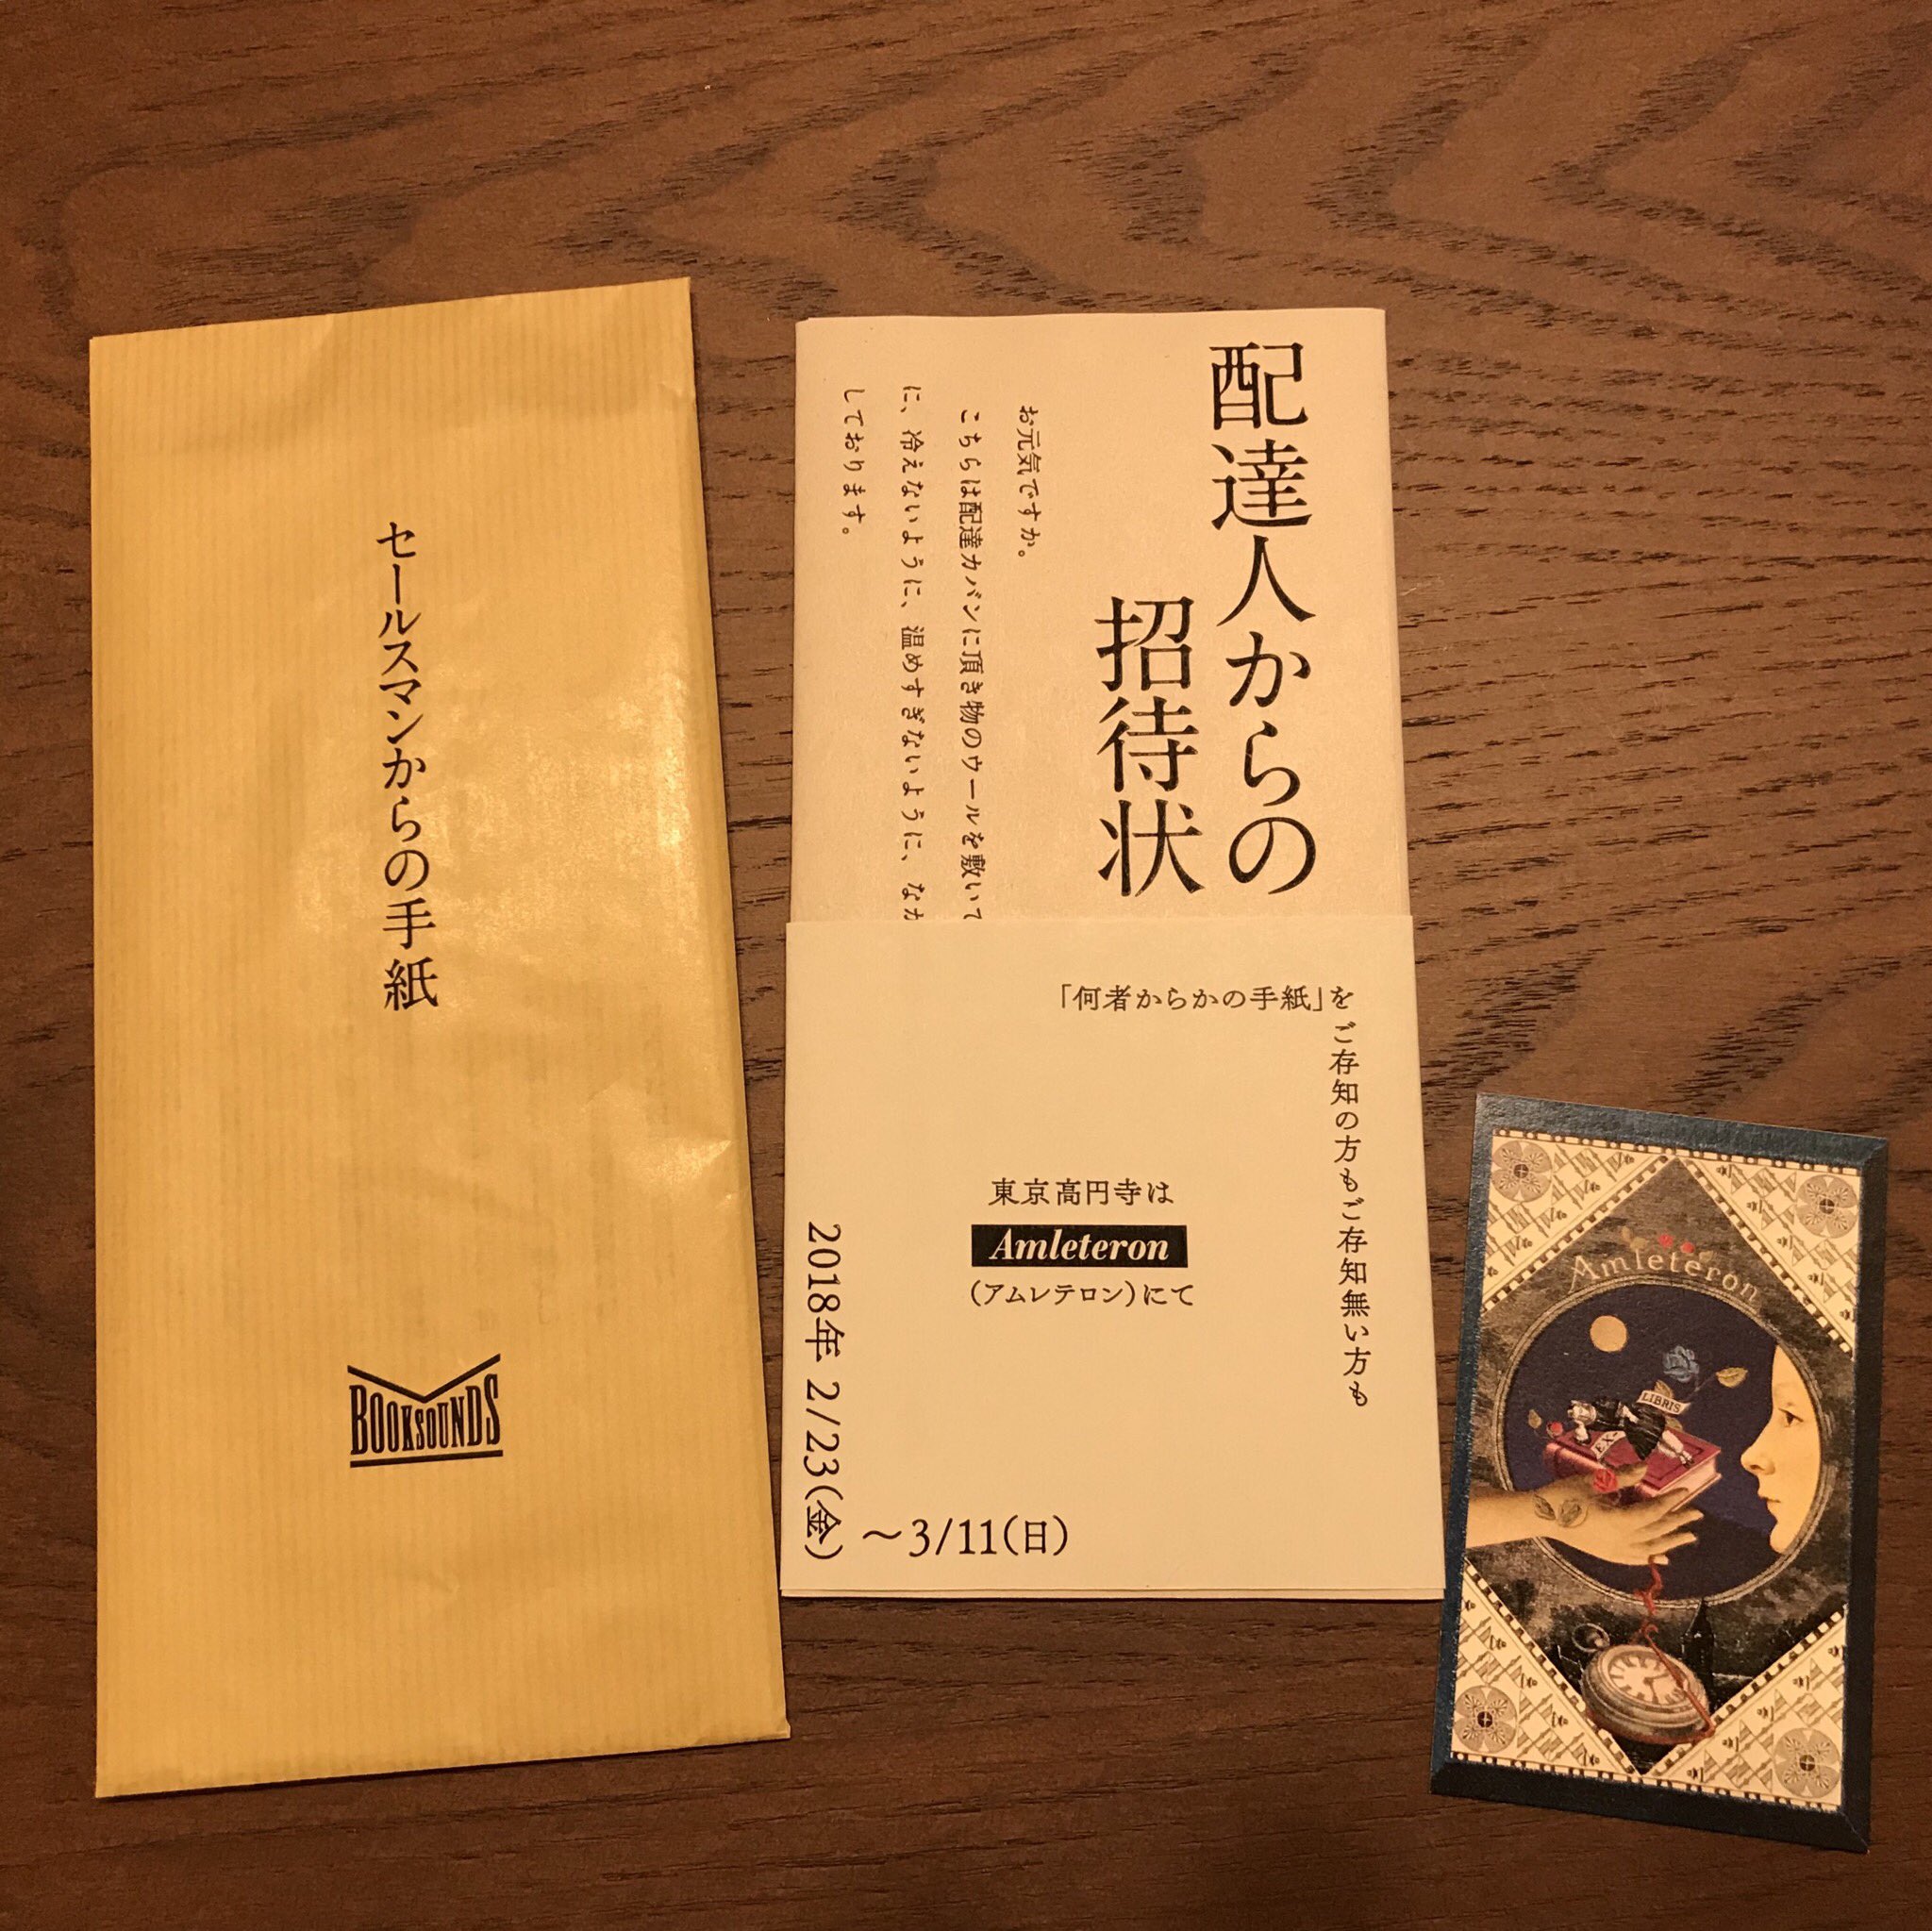 セールスマンからの手紙
BOOKSOUNDS
配達人からの
招待状
お元気ですか。
こちらは配達カバンに頂き物のウールを敷いて
に、冷えないように、温めすぎないように、なか
しております。
「何者からかの手紙」を
ご存知の方もご存知無い方も
東京高円寺は
Amleteron
（アムレテロン）にて
2018年 2/23(金)
〜3/11(日)
Amleteron
EX-
LIBRIS